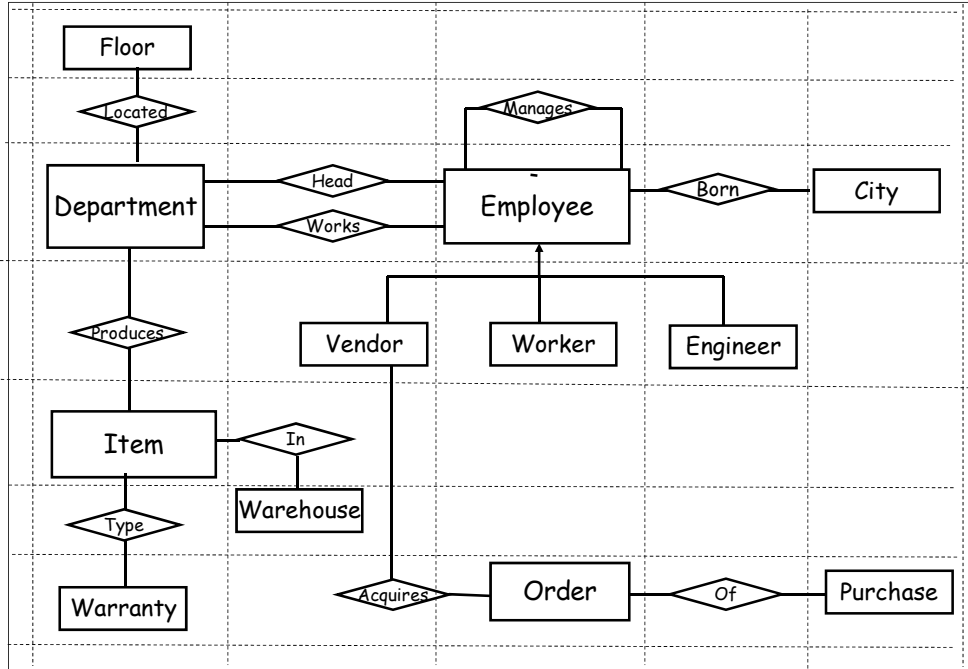 Floor
Located
Manages
Department
Head
Works
Employee
Born
City
Produces
Vendor
Worker
Engineer
Item
In
Warehouse
Type
Warranty
Acquires
Order
Of
Purchase